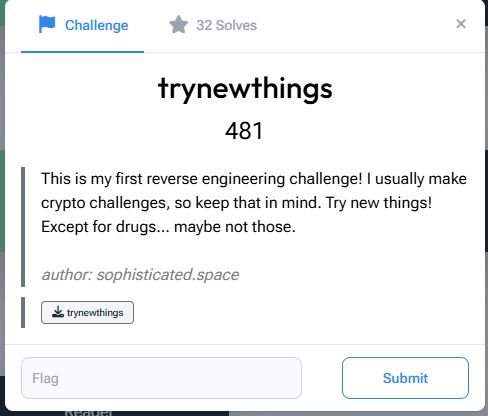 Challenge
32 Solves
×
trynewthings
481
This is my first reverse engineering challenge! I usually make
crypto challenges, so keep that in mind. Try new things!
Except for drugs... maybe not those.
author: sophisticated.space
trynewthings
Flag
Submit
Reader